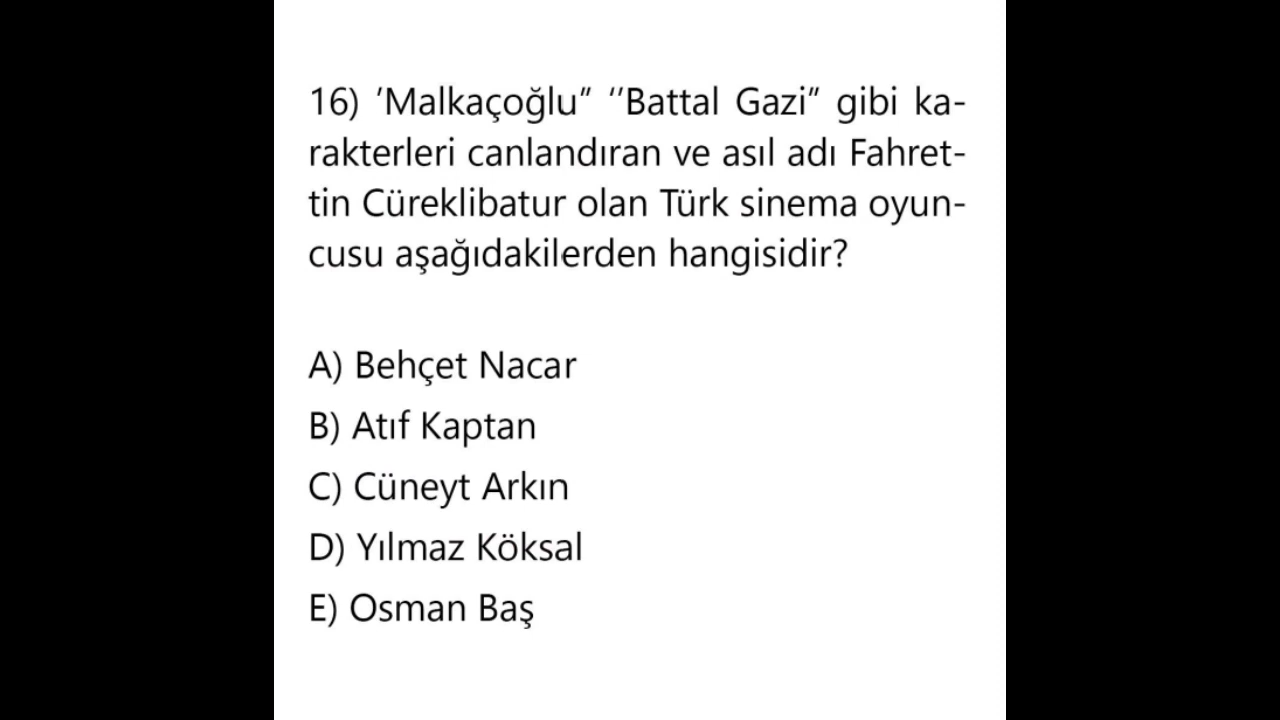 16) ’Malkaçoğlu” ‘’Battal Gazi” gibi ka-
rakterleri canlandıran ve asıl adı Fahret-
tin Cüreklibatur olan Türk sinema oyun-
cusu aşağıdakilerden hangisidir?
A) Behçet Nacar
B) Atıf Kaptan
C) Cüneyt Arkın
D) Yılmaz Köksal
E) Osman Baş